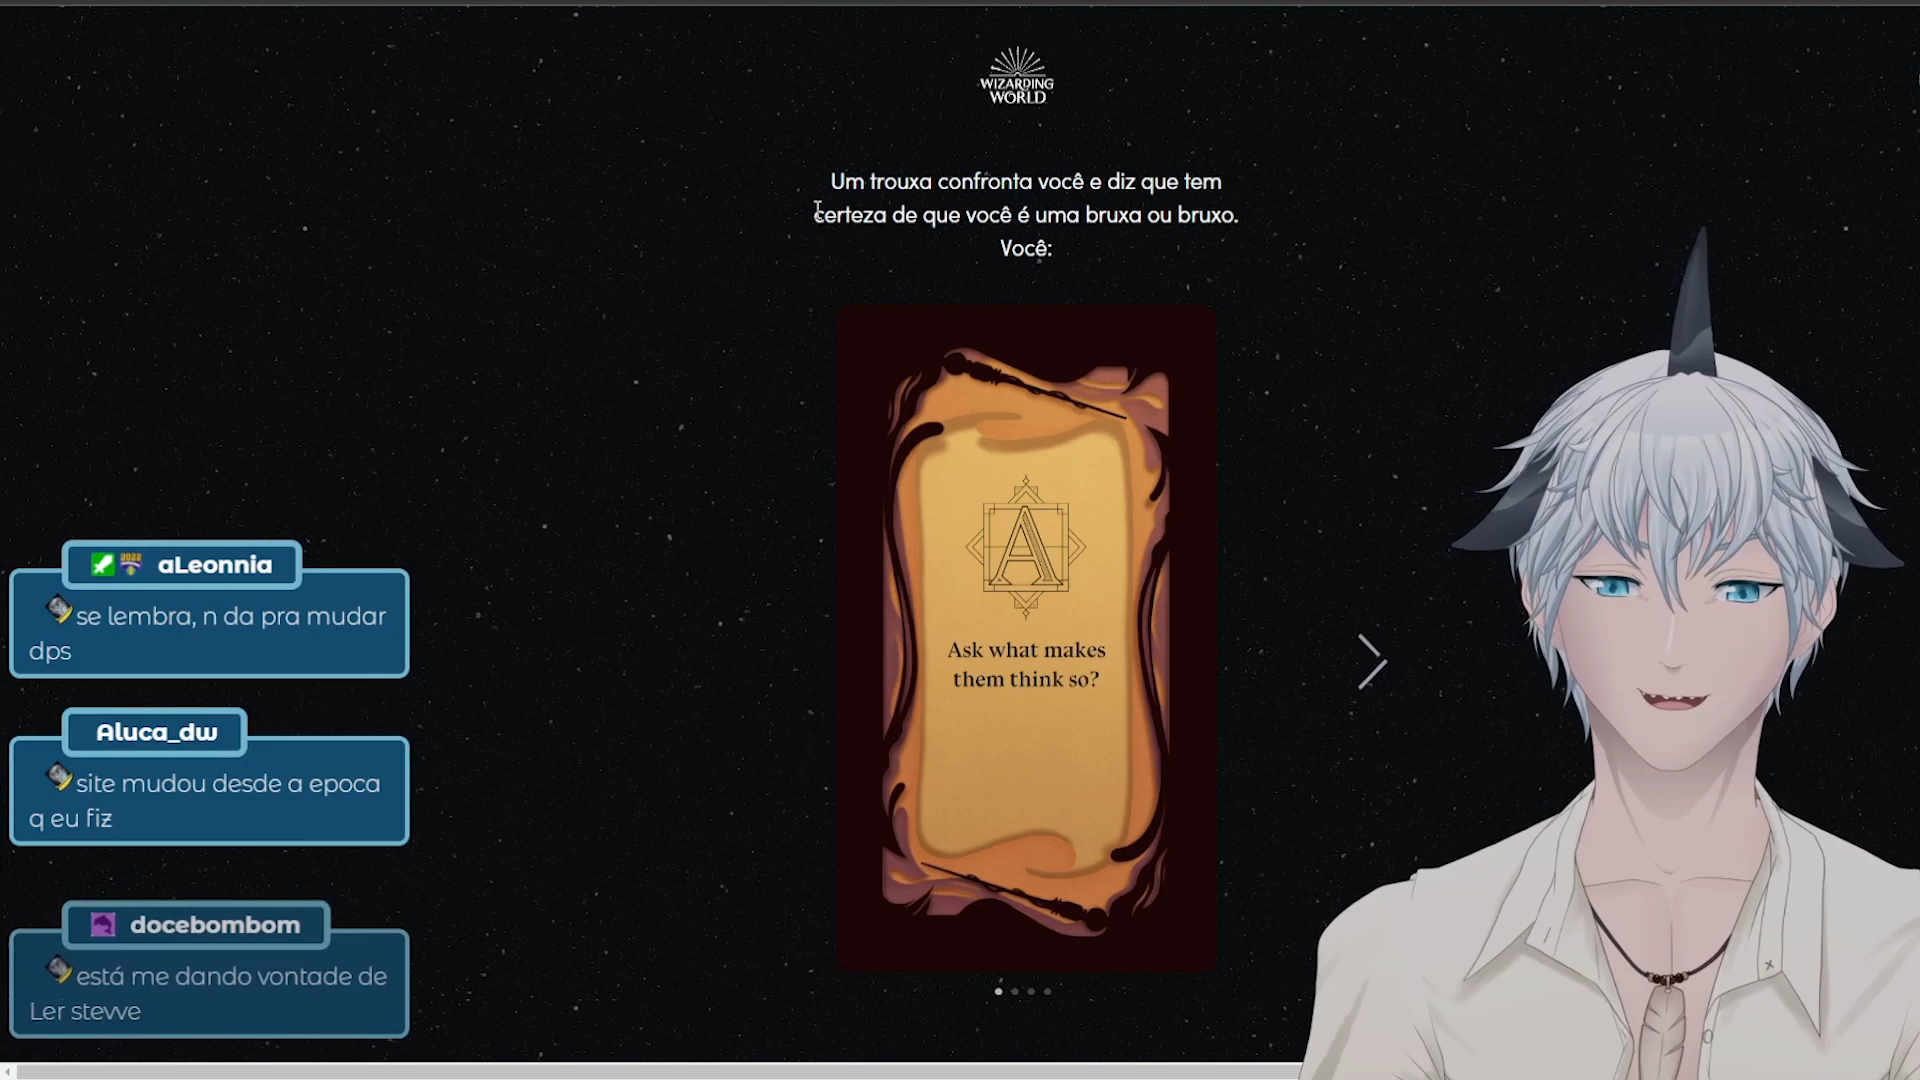 WIZARDING
WORLD
Um trouxa confronta você e diz que tem
certeza de que você é uma bruxa ou bruxo.
Você:
A
Ask what makes
them think so?
2022 aLeonnia
se lembra, n da pra mudar
dps
Aluca_dw
site mudou desde a epoca
q eu fiz
docebombom
está me dando vontade de
Ler stevve